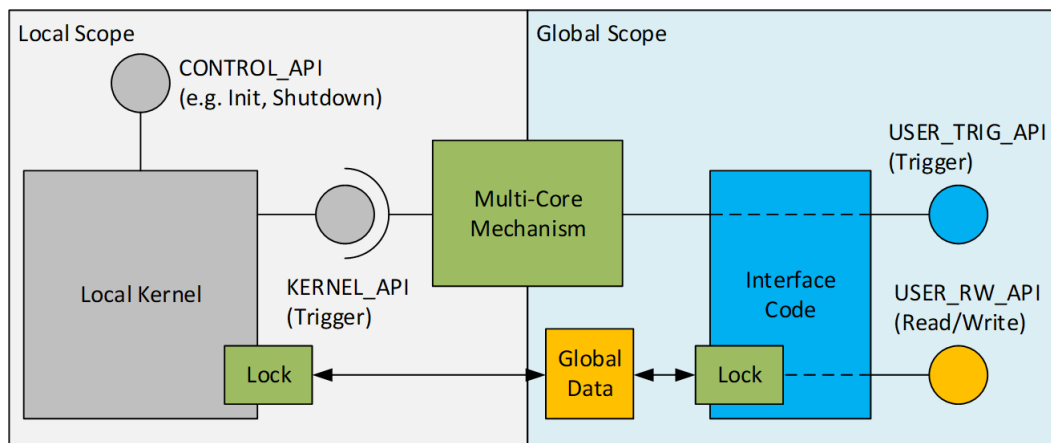 Local Scope
Global Scope
CONTROL_API
(e.g. Init, Shutdown)
USER_TRIG_API
(Trigger)
Multi-Core
Mechanism
Local Kernel
KERNEL_API
(Trigger)
Interface
Code
USER_RW_API
(Read/Write)
Lock
Global
Data
Lock